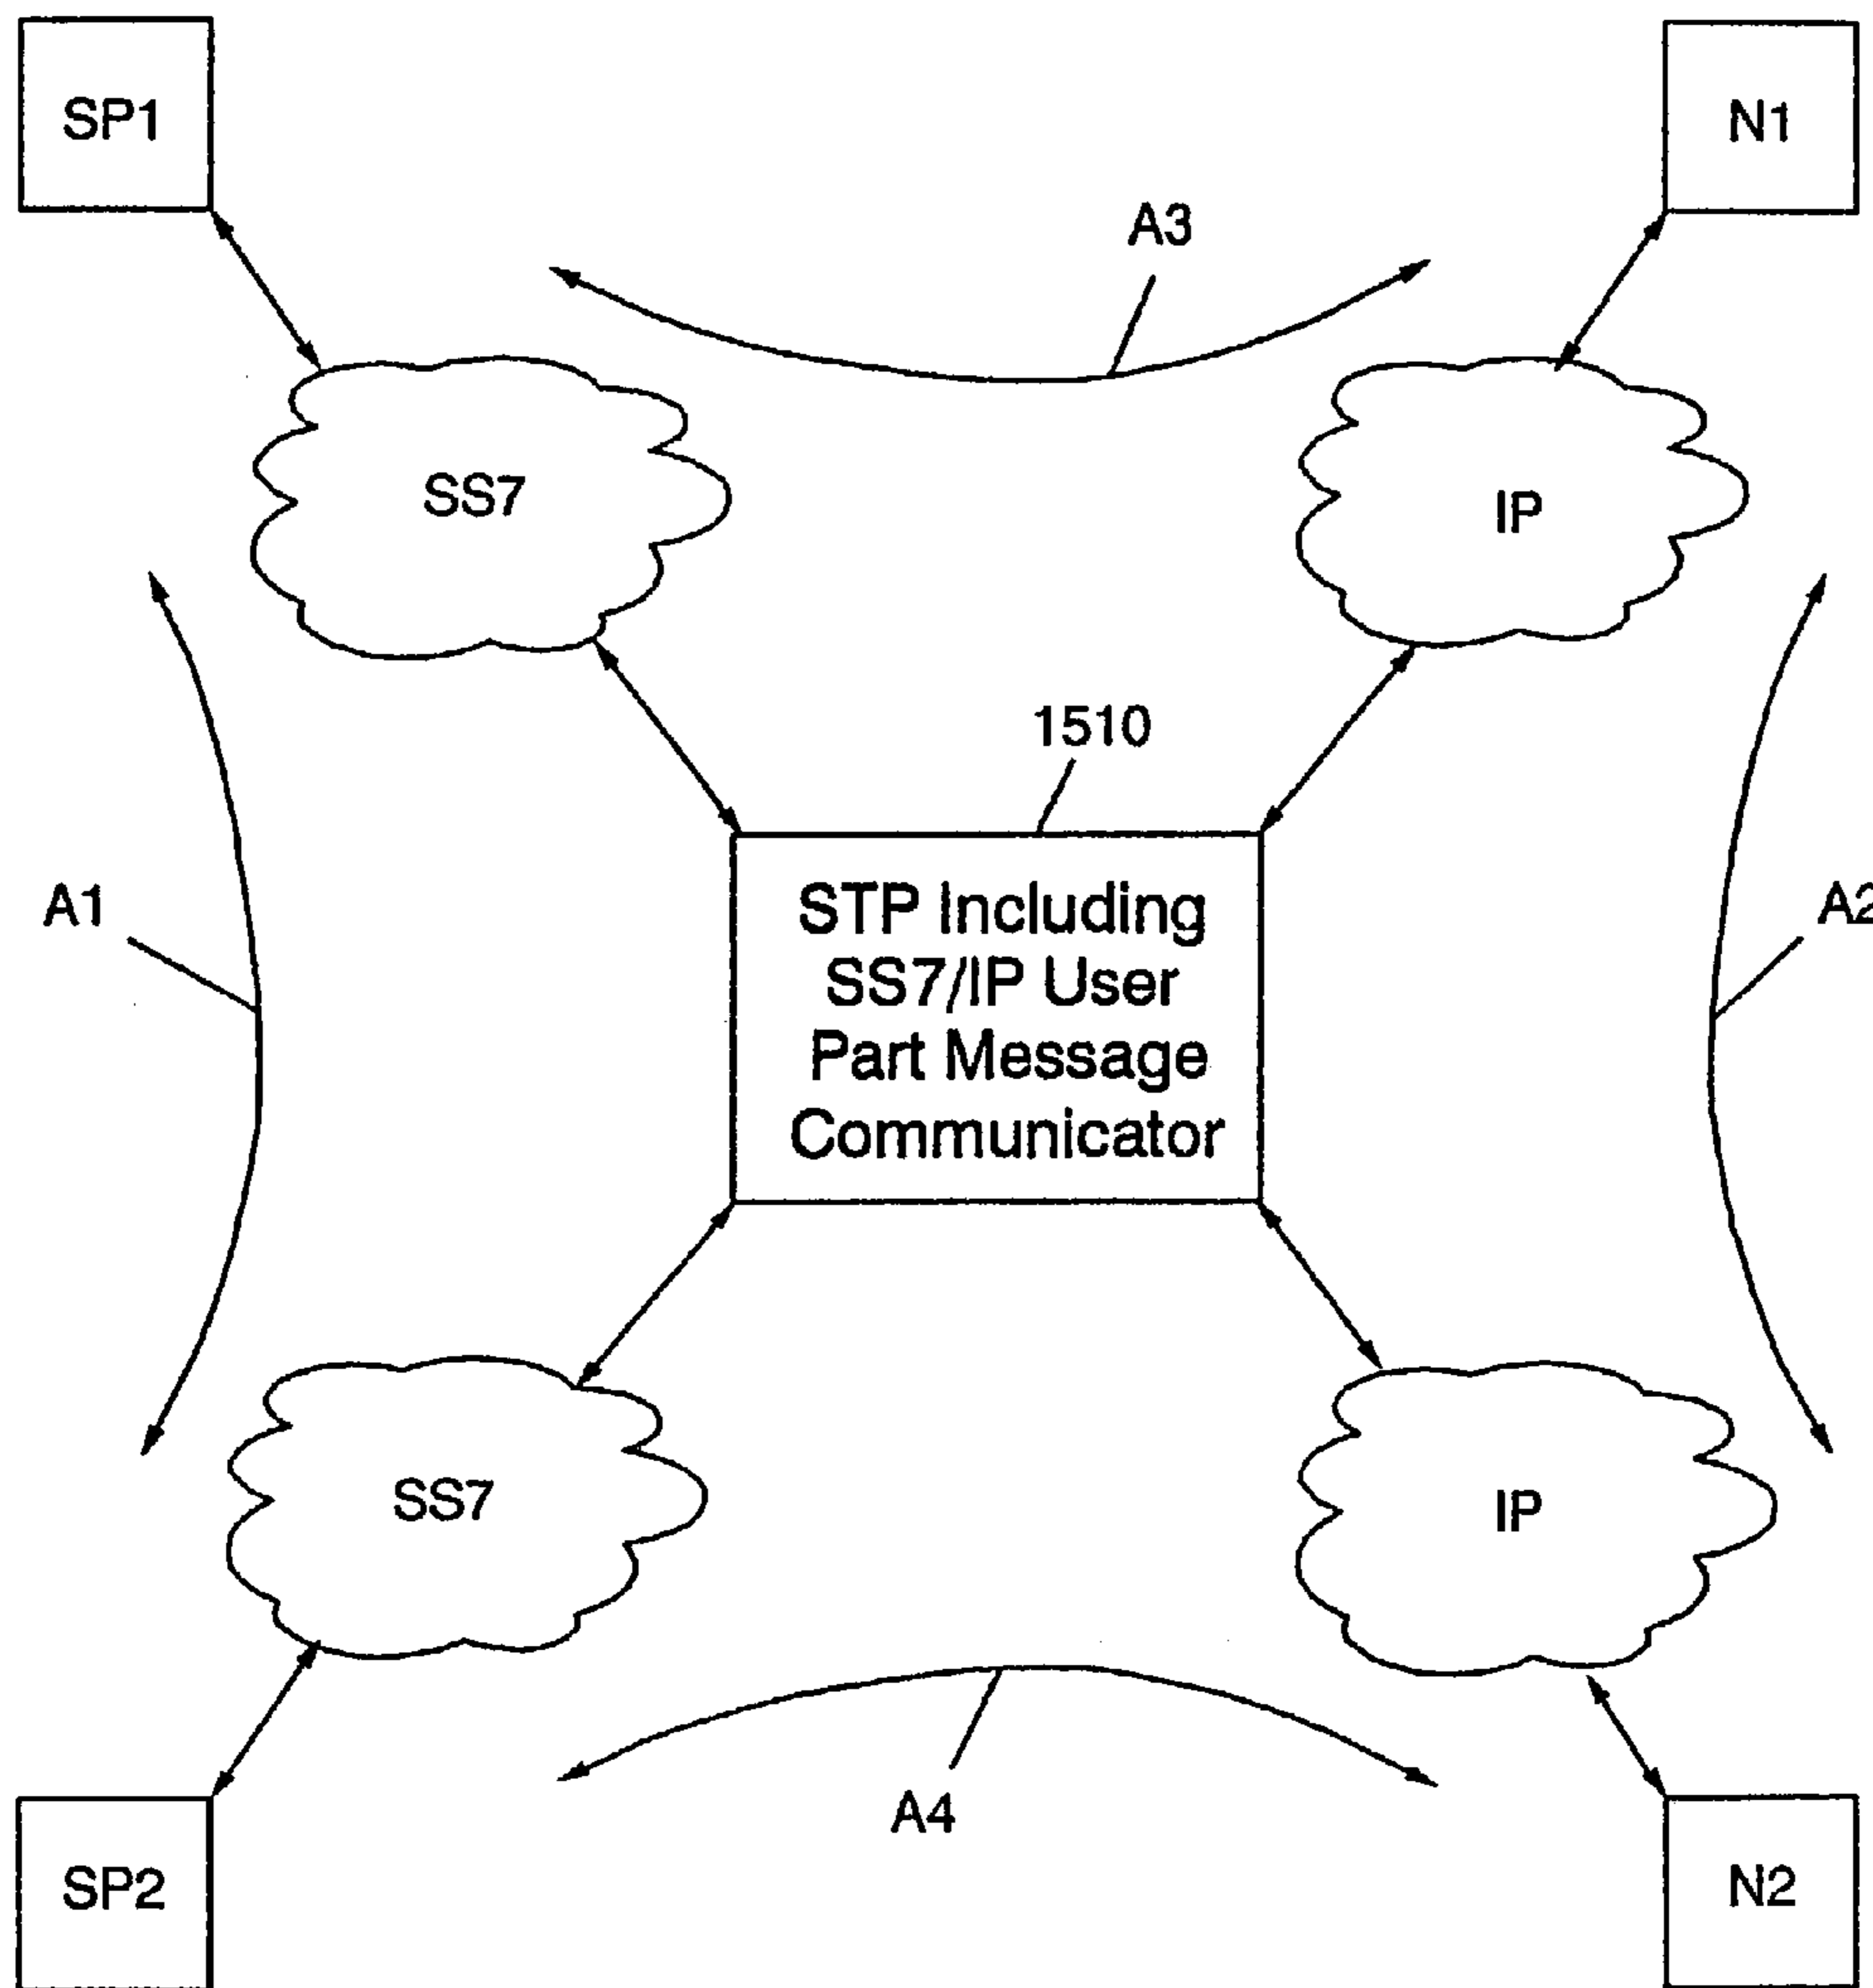 SP1
N1
A3
SS7
IP
1510
A1
STP Including
SS7/IP User
Part Message
Communicator
A2
SS7
IP
A4
SP2
N2